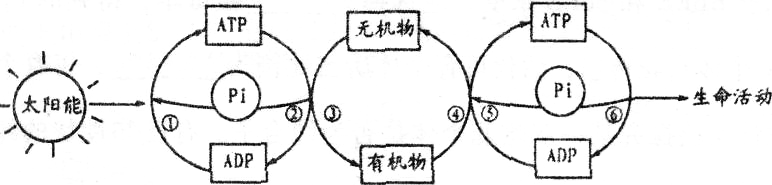 ATP 无机物 ATP
太阳能 Pi Pi 生命活动
① ② ③ ④ ⑤ ⑥
ADP 有机物 ADP